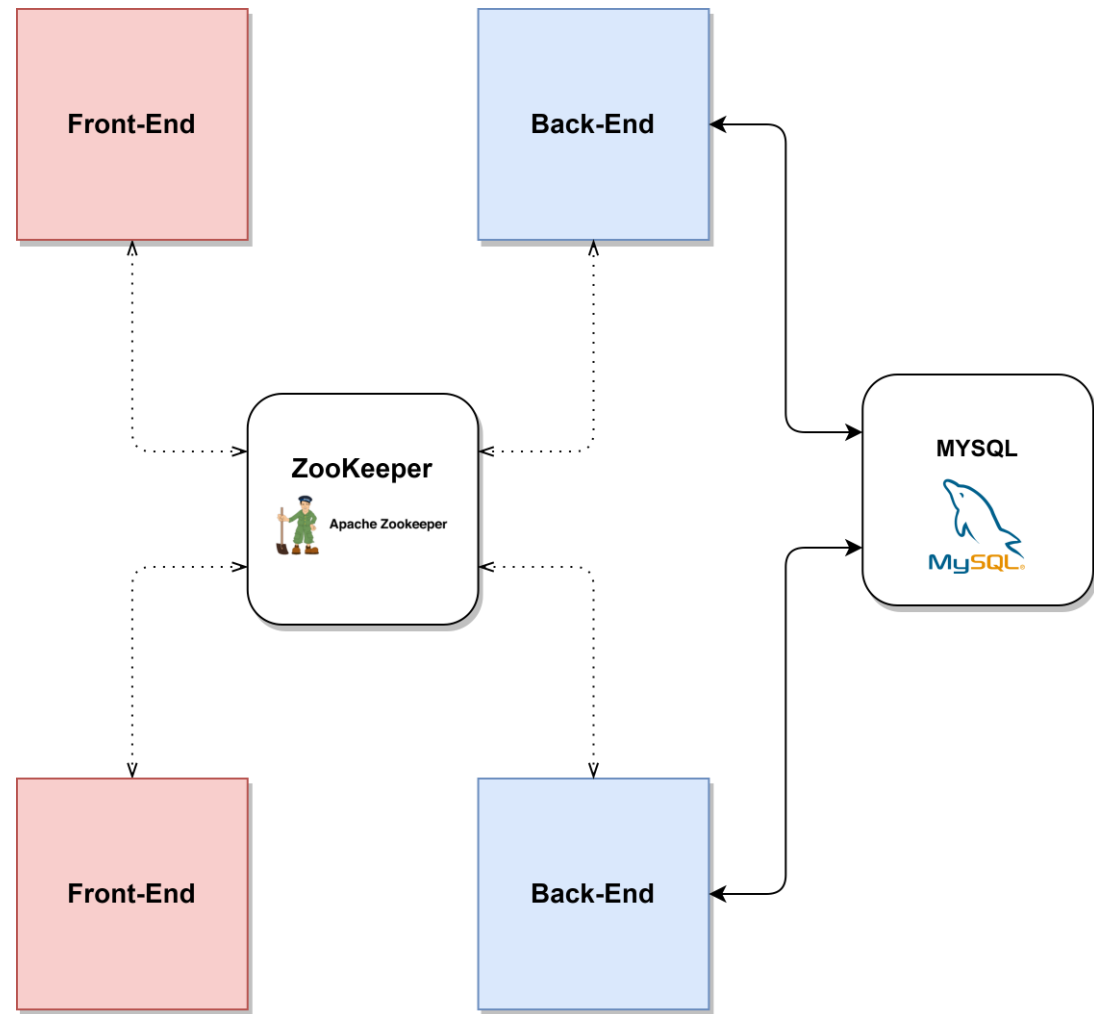 Front-End
Back-End
ZooKeeper
Apache Zookeeper
MYSQL
MySQL®
Front-End
Back-End